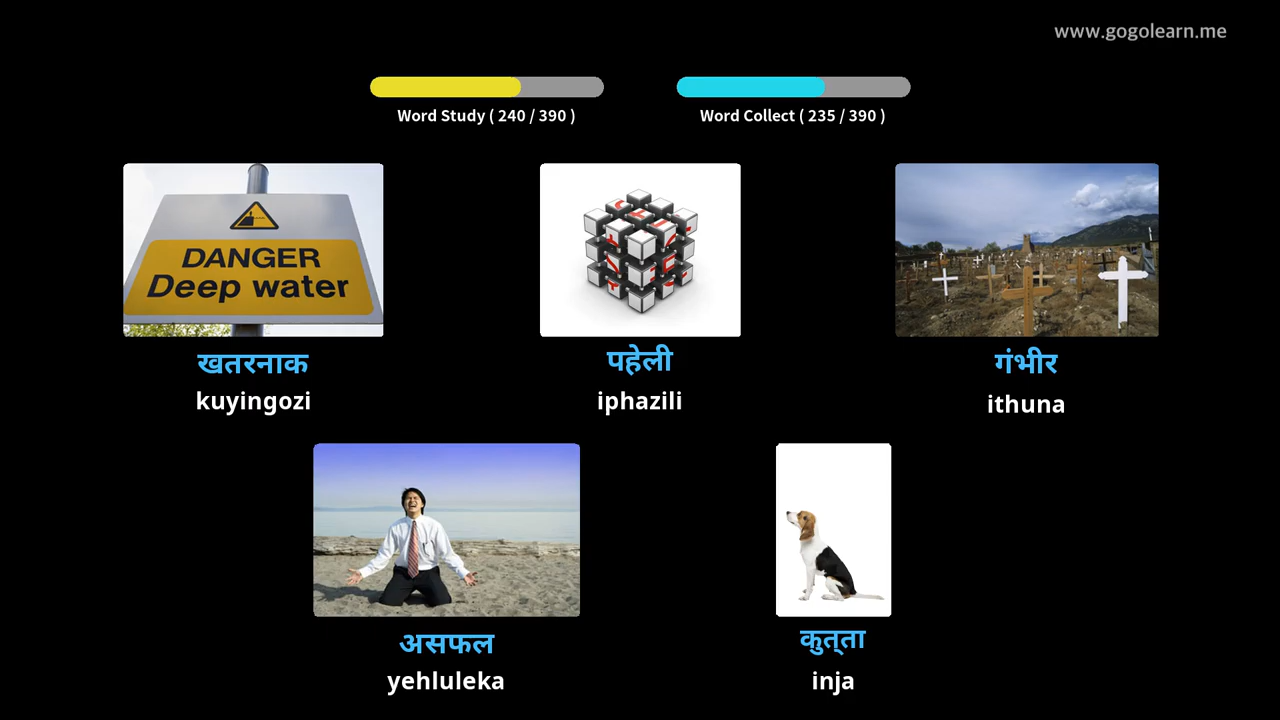 www.gogolearn.me
Word Study ( 240 / 390 )
Word Collect ( 235 / 390 )
DANGER
Deep water
खतरनाक
kuyingozi
पहेली
iphazili
गंभीर
ithuna
असफल
yehluleka
कुत्ता
inja